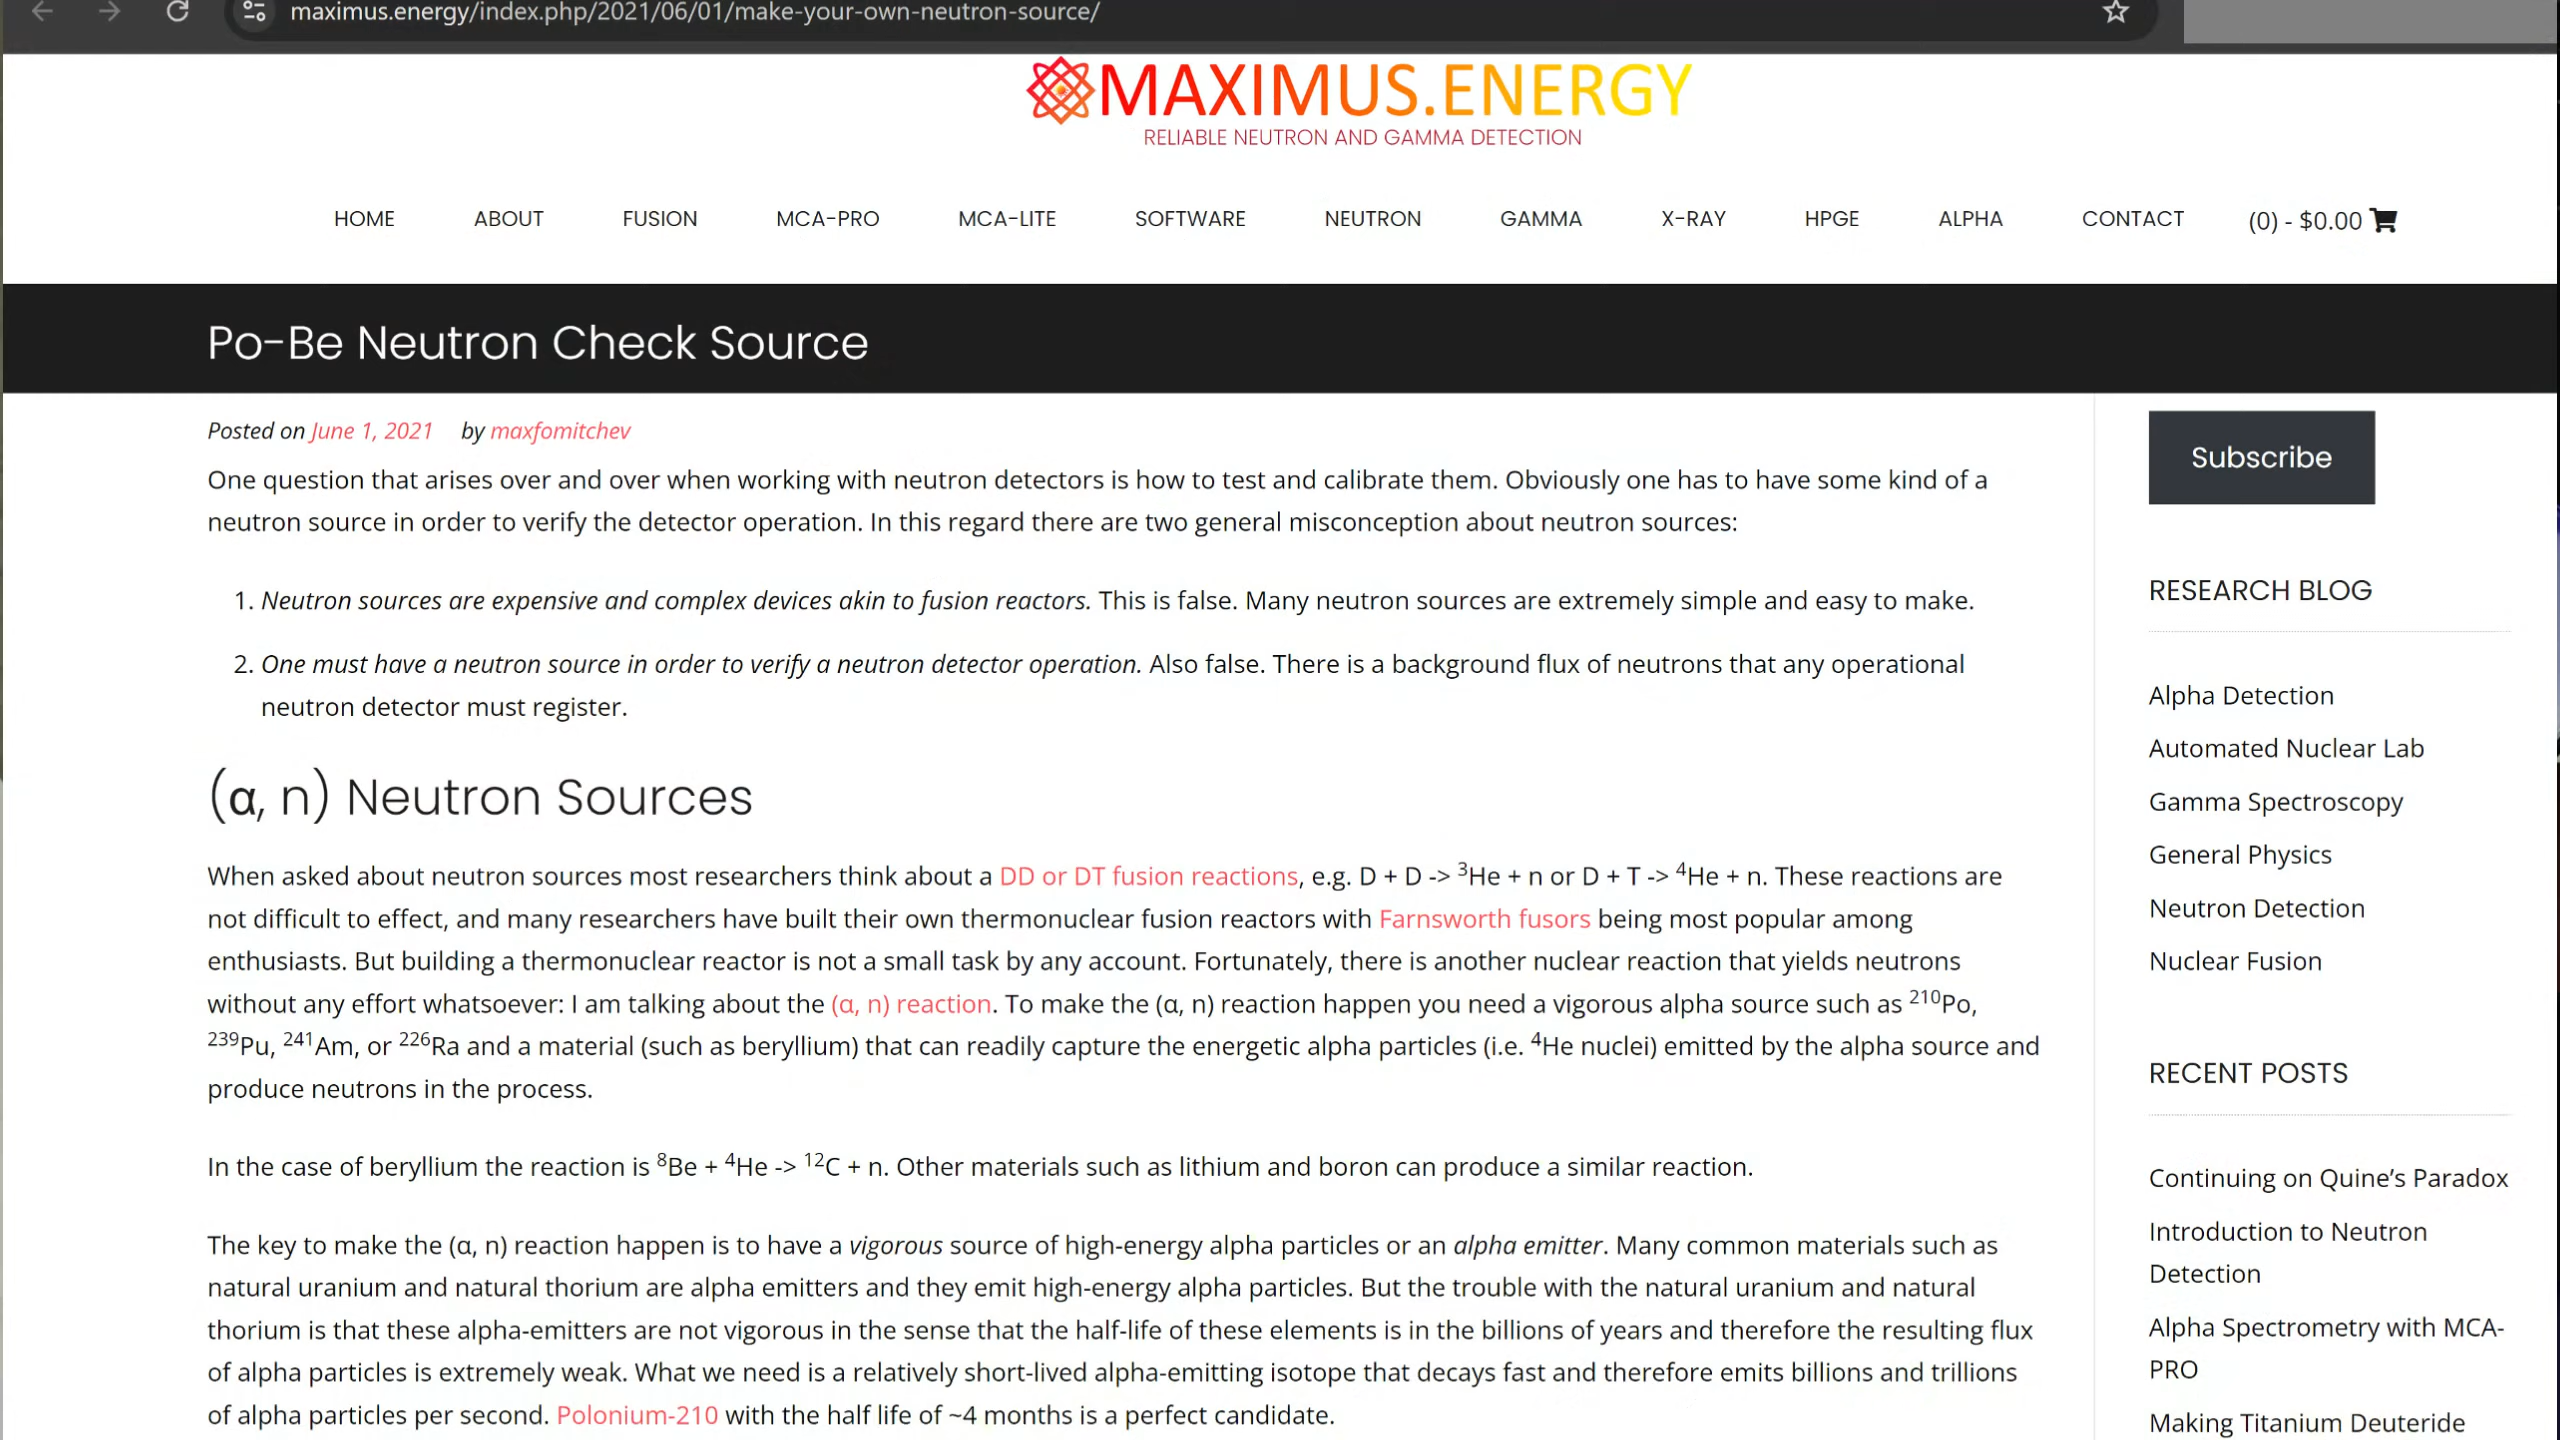 maximus.energy/index.php/2021/06/01/make-your-own-neutron-source/
MAXIMUS.ENERGY
RELIABLE NEUTRON AND GAMMA DETECTION
HOME ABOUT FUSION MCA-PRO MCA-LITE SOFTWARE NEUTRON GAMMA X-RAY HPGE ALPHA CONTACT (0) - $0.00
Po-Be Neutron Check Source
Posted on June 1, 2021 by maxfomitchev
One question that arises over and over when working with neutron detectors is how to test and calibrate them. Obviously one has to have some kind of a
neutron source in order to verify the detector operation. In this regard there are two general misconception about neutron sources:
1. Neutron sources are expensive and complex devices akin to fusion reactors. This is false. Many neutron sources are extremely simple and easy to make.
2. One must have a neutron source in order to verify a neutron detector operation. Also false. There is a background flux of neutrons that any operational
neutron detector must register.
(α, n) Neutron Sources
When asked about neutron sources most researchers think about a DD or DT fusion reactions, e.g. D + D -> ³He + n or D + T -> ⁴He + n. These reactions are
not difficult to effect, and many researchers have built their own thermonuclear fusion reactors with Farnsworth fusors being most popular among
enthusiasts. But building a thermonuclear reactor is not a small task by any account. Fortunately, there is another nuclear reaction that yields neutrons
without any effort whatsoever: I am talking about the (α, n) reaction. To make the (α, n) reaction happen you need a vigorous alpha source such as ²¹⁰Po,
²³⁹Pu, ²⁴¹Am, or ²²⁶Ra and a material (such as beryllium) that can readily capture the energetic alpha particles (i.e. ⁴He nuclei) emitted by the alpha source and
produce neutrons in the process.
In the case of beryllium the reaction is ⁸Be + ⁴He -> ¹²C + n. Other materials such as lithium and boron can produce a similar reaction.
The key to make the (α, n) reaction happen is to have a vigorous source of high-energy alpha particles or an alpha emitter. Many common materials such as
natural uranium and natural thorium are alpha emitters and they emit high-energy alpha particles. But the trouble with the natural uranium and natural
thorium is that these alpha-emitters are not vigorous in the sense that the half-life of these elements is in the billions of years and therefore the resulting flux
of alpha particles is extremely weak. What we need is a relatively short-lived alpha-emitting isotope that decays fast and therefore emits billions and trillions
of alpha particles per second. Polonium-210 with the half life of ~4 months is a perfect candidate.
Subscribe
RESEARCH BLOG
Alpha Detection
Automated Nuclear Lab
Gamma Spectroscopy
General Physics
Neutron Detection
Nuclear Fusion
RECENT POSTS
Continuing on Quine's Paradox
Introduction to Neutron
Detection
Alpha Spectrometry with MCA-
PRO
Making Titanium Deuteride